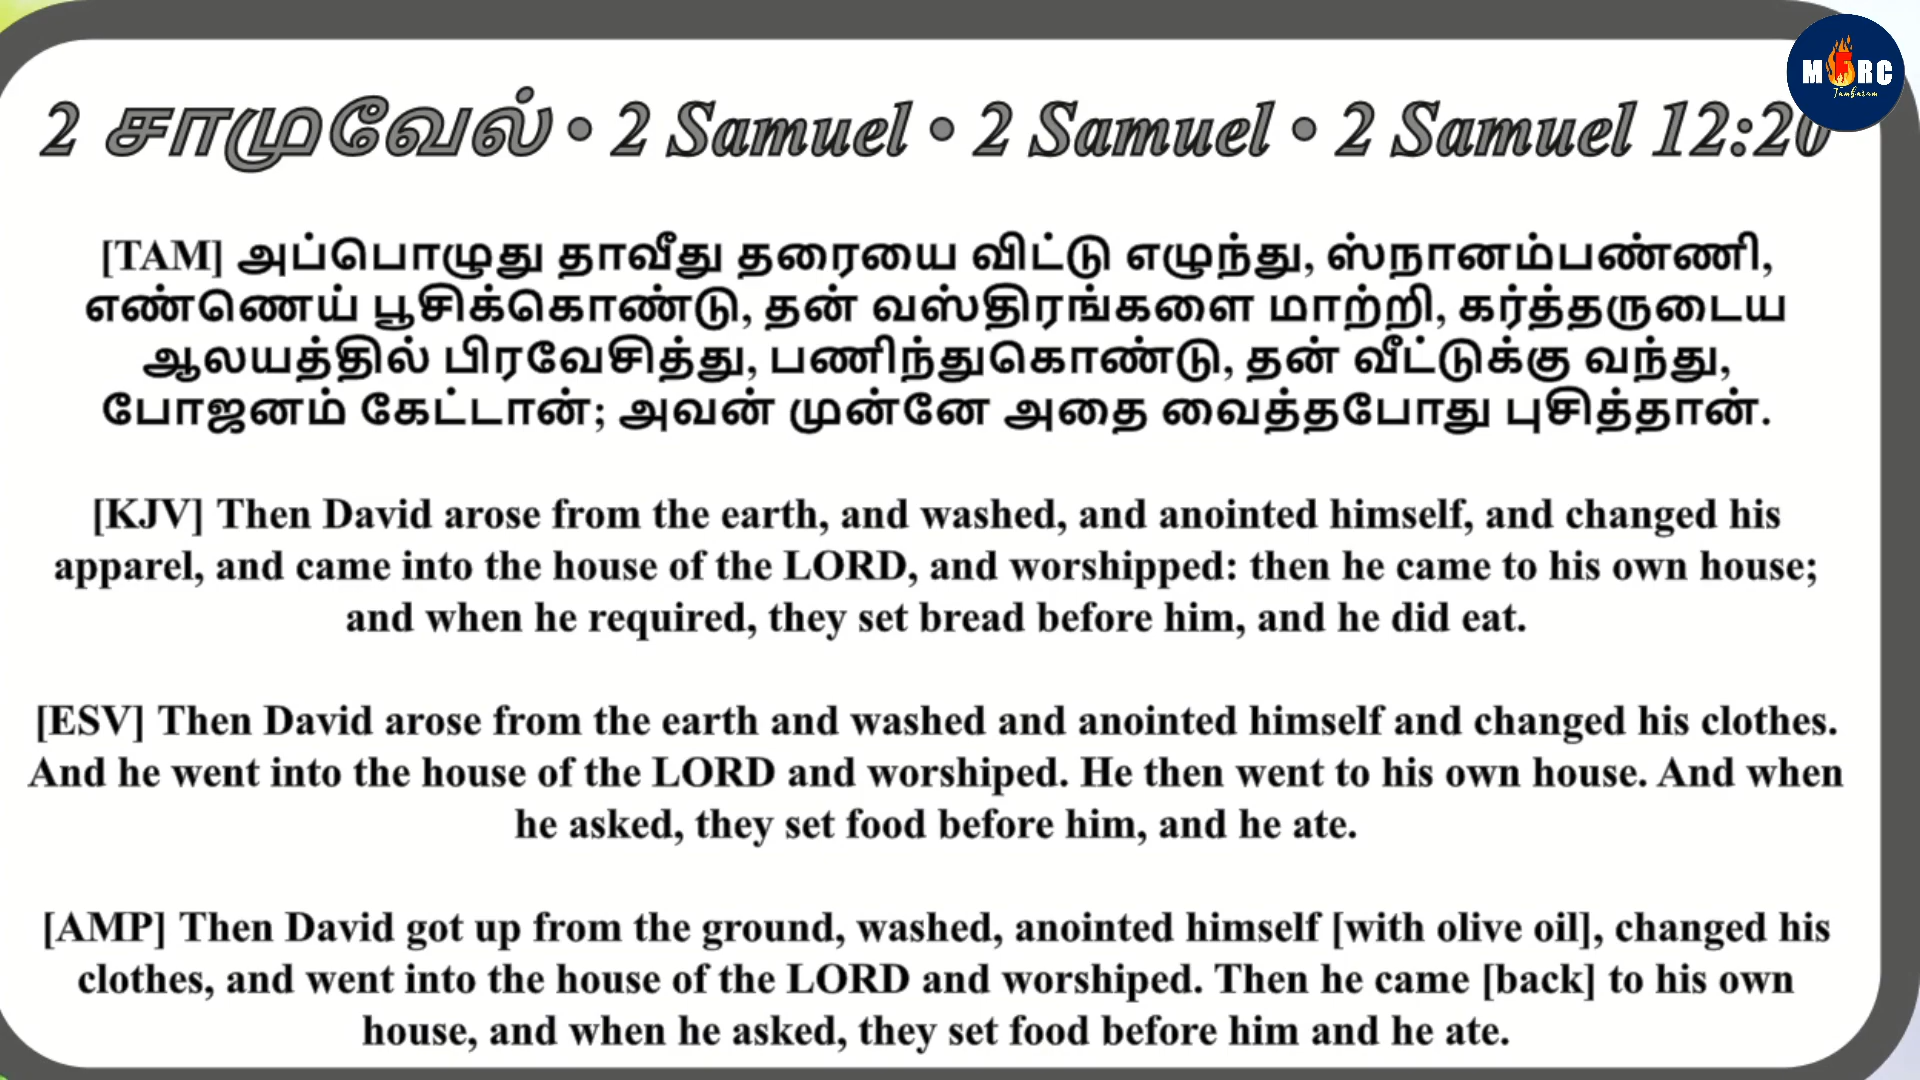 2 சாமுவேல் • 2 Samuel • 2 Samuel • 2 Samuel 12:20
MFRC
Tambaram
[TAM] அப்பொழுது தாவீது தரையை விட்டு எழுந்து, ஸ்நானம்பண்ணி,
எண்ணெய் பூசிக்கொண்டு, தன் வஸ்திரங்களை மாற்றி, கர்த்தருடைய
ஆலயத்தில் பிரவேசித்து, பணிந்துகொண்டு, தன் வீட்டுக்கு வந்து,
போஜனம் கேட்டான்; அவன் முன்னே அதை வைத்தபோது புசித்தான்.
[KJV] Then David arose from the earth, and washed, and anointed himself, and changed his
apparel, and came into the house of the LORD, and worshipped: then he came to his own house;
and when he required, they set bread before him, and he did eat.
[ESV] Then David arose from the earth and washed and anointed himself and changed his clothes.
And he went into the house of the LORD and worshiped. He then went to his own house. And when
he asked, they set food before him, and he ate.
[AMP] Then David got up from the ground, washed, anointed himself [with olive oil], changed his
clothes, and went into the house of the LORD and worshiped. Then he came [back] to his own
house, and when he asked, they set food before him and he ate.